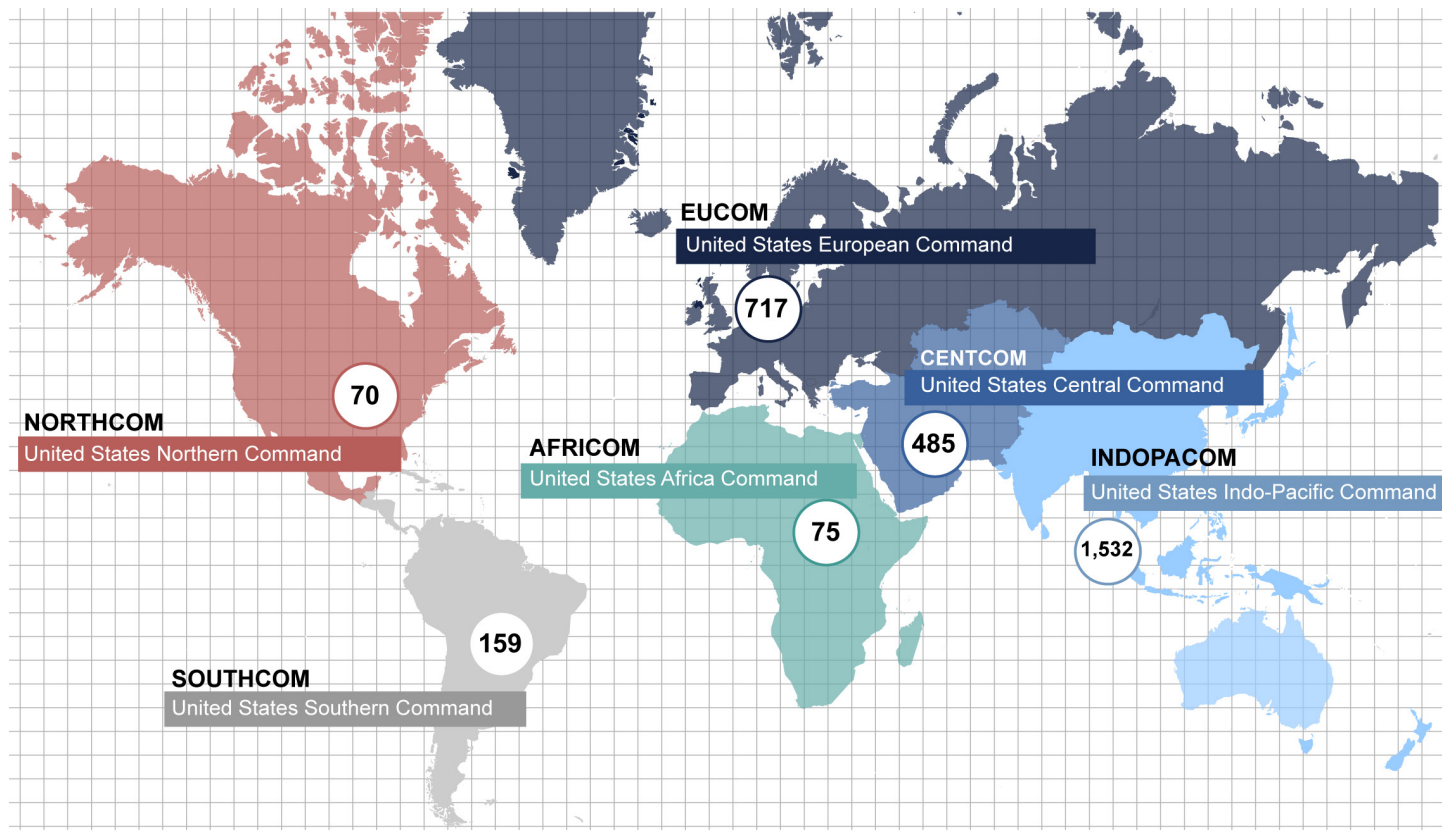 EUCOM
United States European Command
717
CENTCOM
United States Central Command
485
70
NORTHCOM
United States Northern Command
AFRICOM
United States Africa Command
75
INDOPACOM
United States Indo-Pacific Command
1,532
159
SOUTHCOM
United States Southern Command